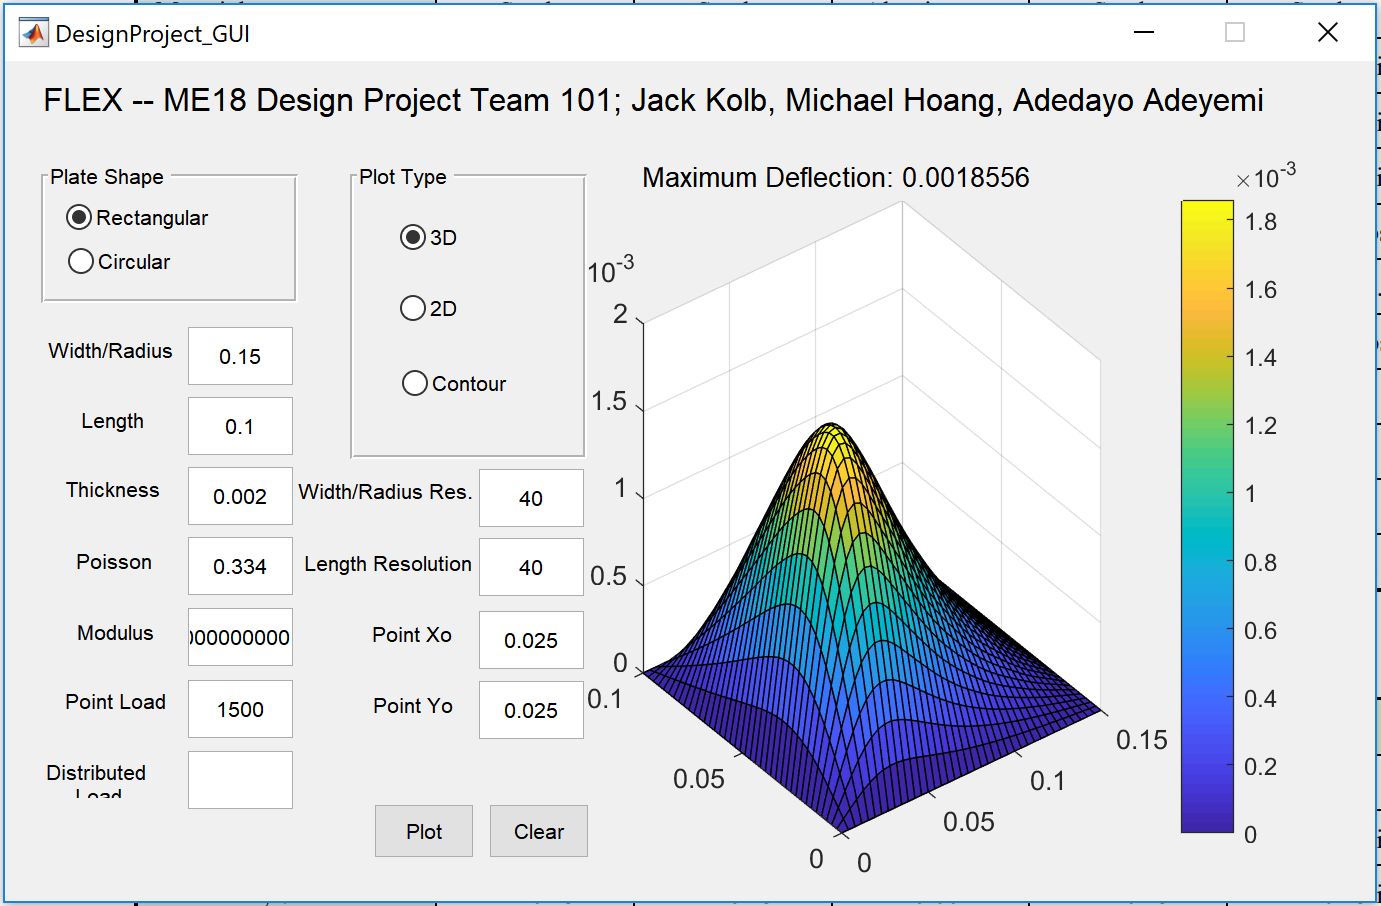 DesignProject_GUI
FLEX -- ME18 Design Project Team 101; Jack Kolb, Michael Hoang, Adedayo Adeyemi
Plate Shape
Rectangular
Circular
Width/Radius 0.15
Length 0.1
Thickness 0.002
Poisson 0.334
Modulus 000000000
Point Load 1500
Distributed
Load
Plot Type
3D
2D
Contour
Width/Radius Res. 40
Length Resolution 40
Point Xo 0.025
Point Yo 0.025
Plot Clear
Maximum Deflection: 0.0018556
10⁻³
2
1.5
1
0.5
0
0.1
0.05
0
0
0.05
0.1
0.15
×10⁻³
1.8
1.6
1.4
1.2
1
0.8
0.6
0.4
0.2
0